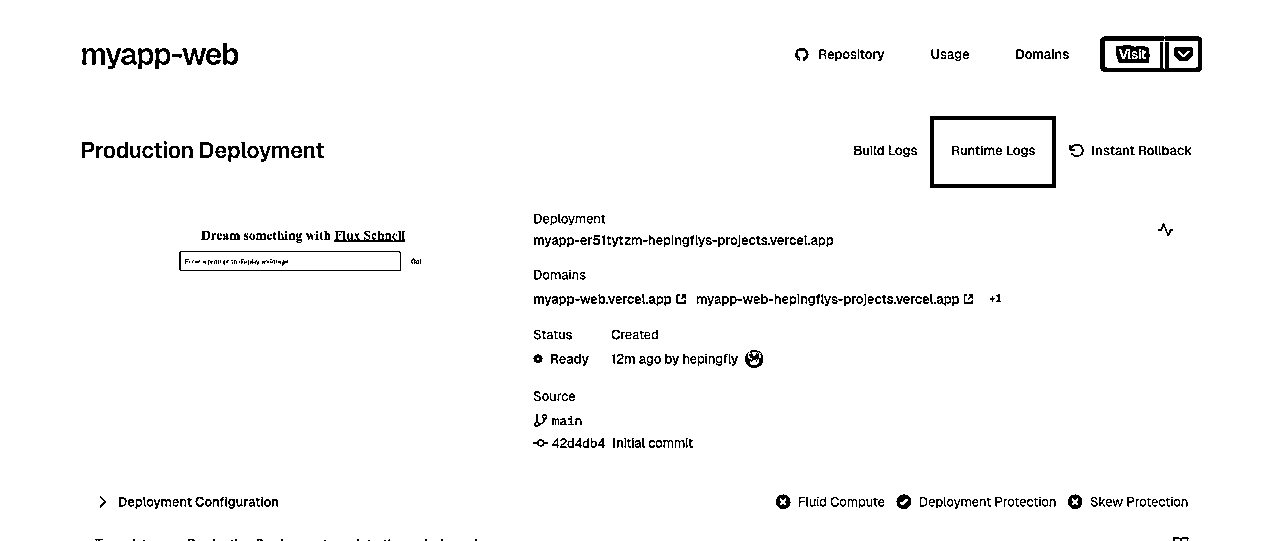 myapp-web
Repository Usage Domains Visit
Production Deployment
Build Logs Runtime Logs Instant Rollback
Dream something with Flux Schnell
Go!
Deployment
myapp-er51tytzm-hepingflys-projects.vercel.app
Domains
myapp-web.vercel.app myapp-web-hepingflys-projects.vercel.app +1
Status Created
Ready 12m ago by hepingfly
Source
main
42d4db4 Initial commit
Deployment Configuration
Fluid Compute Deployment Protection Skew Protection